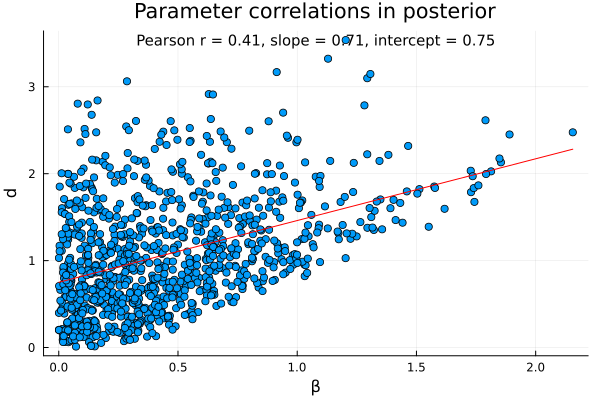 Parameter correlations in posterior
Pearson r = 0.41, slope = 0.71, intercept = 0.75
3
2
d
1
0
0.0 0.5 1.0 1.5 2.0
β